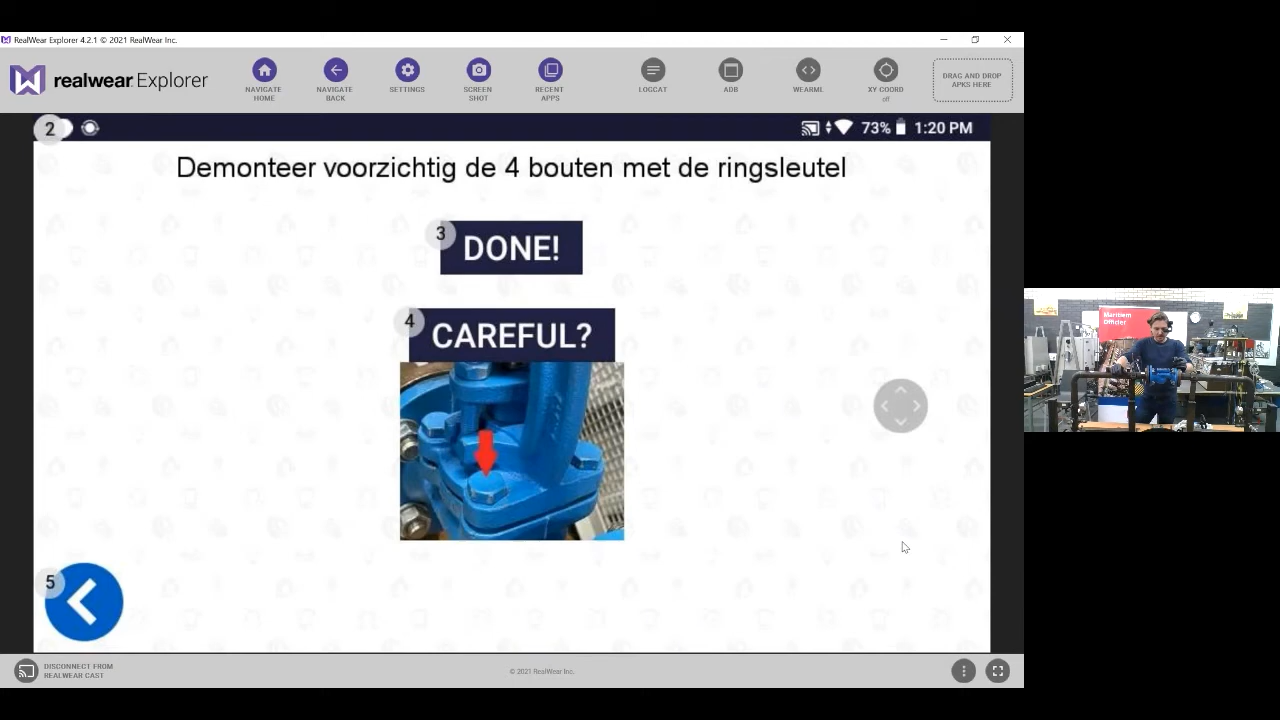 RealWear Explorer 4.2.1 © 2021 RealWear Inc.
realwear Explorer
NAVIGATE
HOME
NAVIGATE
BACK
SETTINGS
SCREEN
SHOT
RECENT
APPS
LOGCAT
ADB
WEARML
XY COORD
off
DRAG AND DROP
APKS HERE
2
73% 1:20 PM
Demonteer voorzichtig de 4 bouten met de ringsleutel
3
DONE!
4
CAREFUL?
5
Maritiem
Officier
DISCONNECT FROM
REALWEAR CAST
© 2021 RealWear Inc.